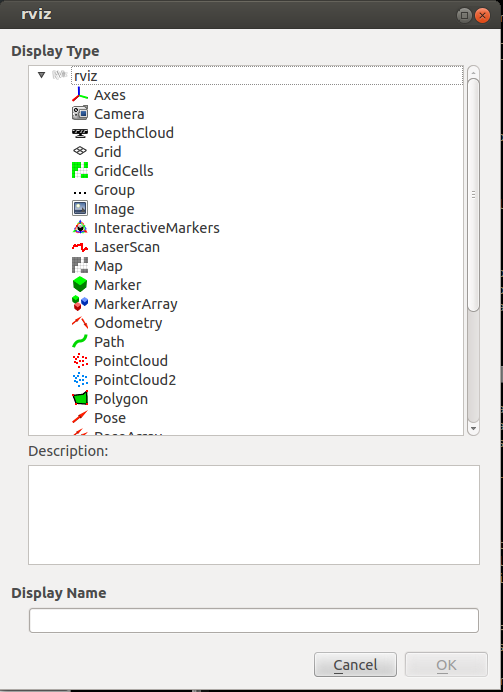 rviz
Display Type
rviz
Axes
Camera
DepthCloud
Grid
GridCells
Group
Image
InteractiveMarkers
LaserScan
Map
Marker
MarkerArray
Odometry
Path
PointCloud
PointCloud2
Polygon
Pose
PoseArray
Description:
Display Name
Cancel
OK